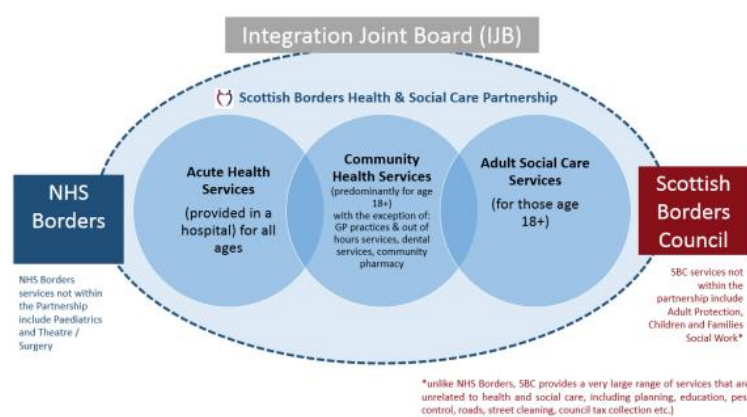 Integration Joint Board (IJB)
Scottish Borders Health & Social Care Partnership
NHS
Borders
NHS Borders
services not within
the Partnership
include Paediatrics
and Theatre /
Surgery
Acute Health
Services
(provided in a
hospital) for all
ages
Community
Health Services
(predominantly for age
18+)
with the exception of:
GP practices & out of
hours services, dental
services, community
pharmacy
Adult Social Care
Services
(for those age
18+)
Scottish
Borders
Council
SBC services not
within the
partnership include
Adult Protection,
Children and Families
Social Work*
*unlike NHS Borders, SBC provides a very large range of services that are
unrelated to health and social care, including planning, education, pes
control, roads, street cleaning, council tax collection etc.)